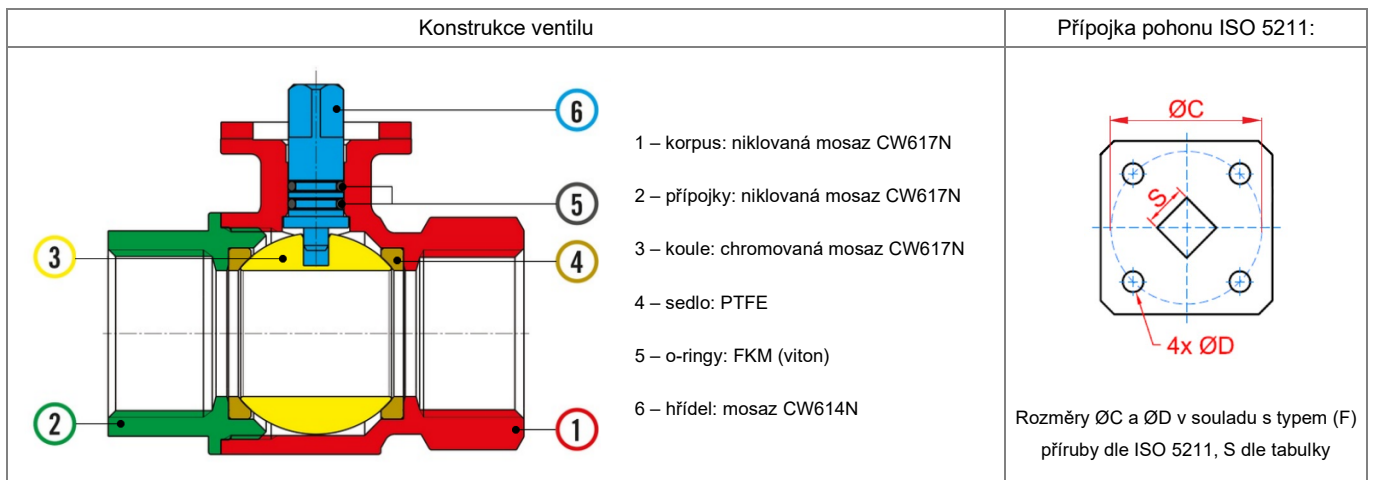 Konstrukce ventilu
Přípojka pohonu ISO 5211:
6
5
3
4
2
1
1 – korpus: niklovaná mosaz CW617N
2 – přípojky: niklovaná mosaz CW617N
3 – koule: chromovaná mosaz CW617N
4 – sedlo: PTFE
5 – o-ringy: FKM (viton)
6 – hřídel: mosaz CW614N
ØC
S
4x ØD
Rozměry ØC a ØD v souladu s typem (F)
příruby dle ISO 5211, S dle tabulky